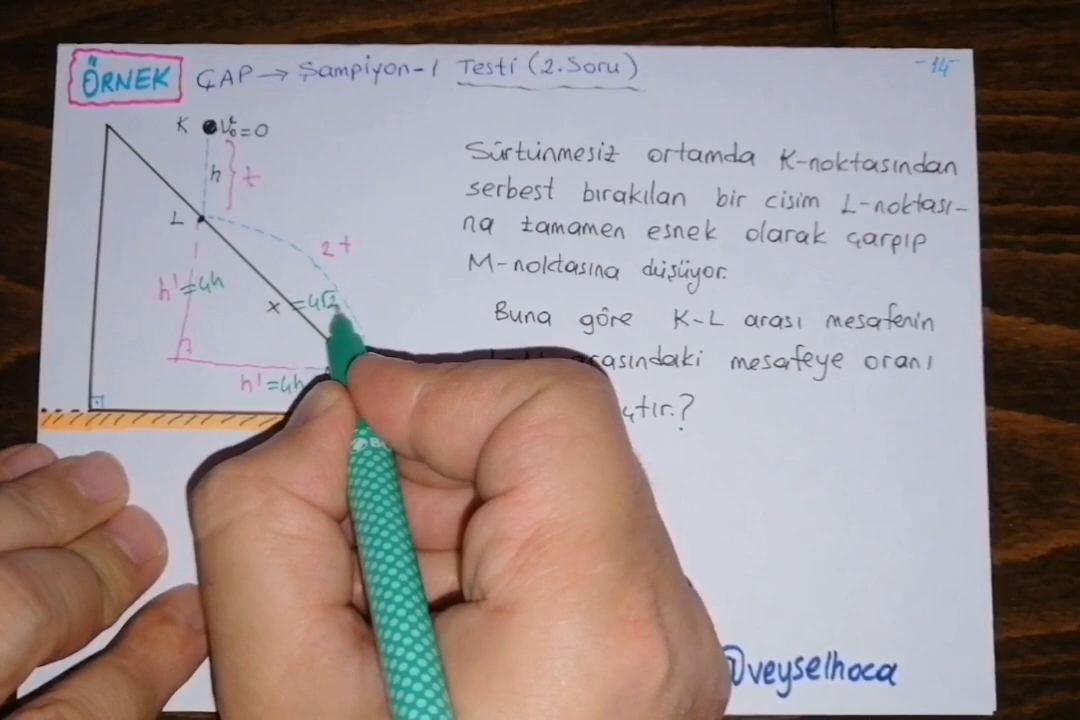 ÖRNEK ÇAP → Şampiyon-1 Testi (2.Soru)
-14-
K V₀=0
h } t
L
2t
h'=4h
x =4√2
h'=4h
Sürtünmesiz ortamda K-noktasından
serbest bırakılan bir cisim L-noktası-
na tamamen esnek olarak çarpıp
M-noktasına düşüyor.
Buna göre K-L arası mesafenin
arasındaki mesafeye oranı
@veyselhoca